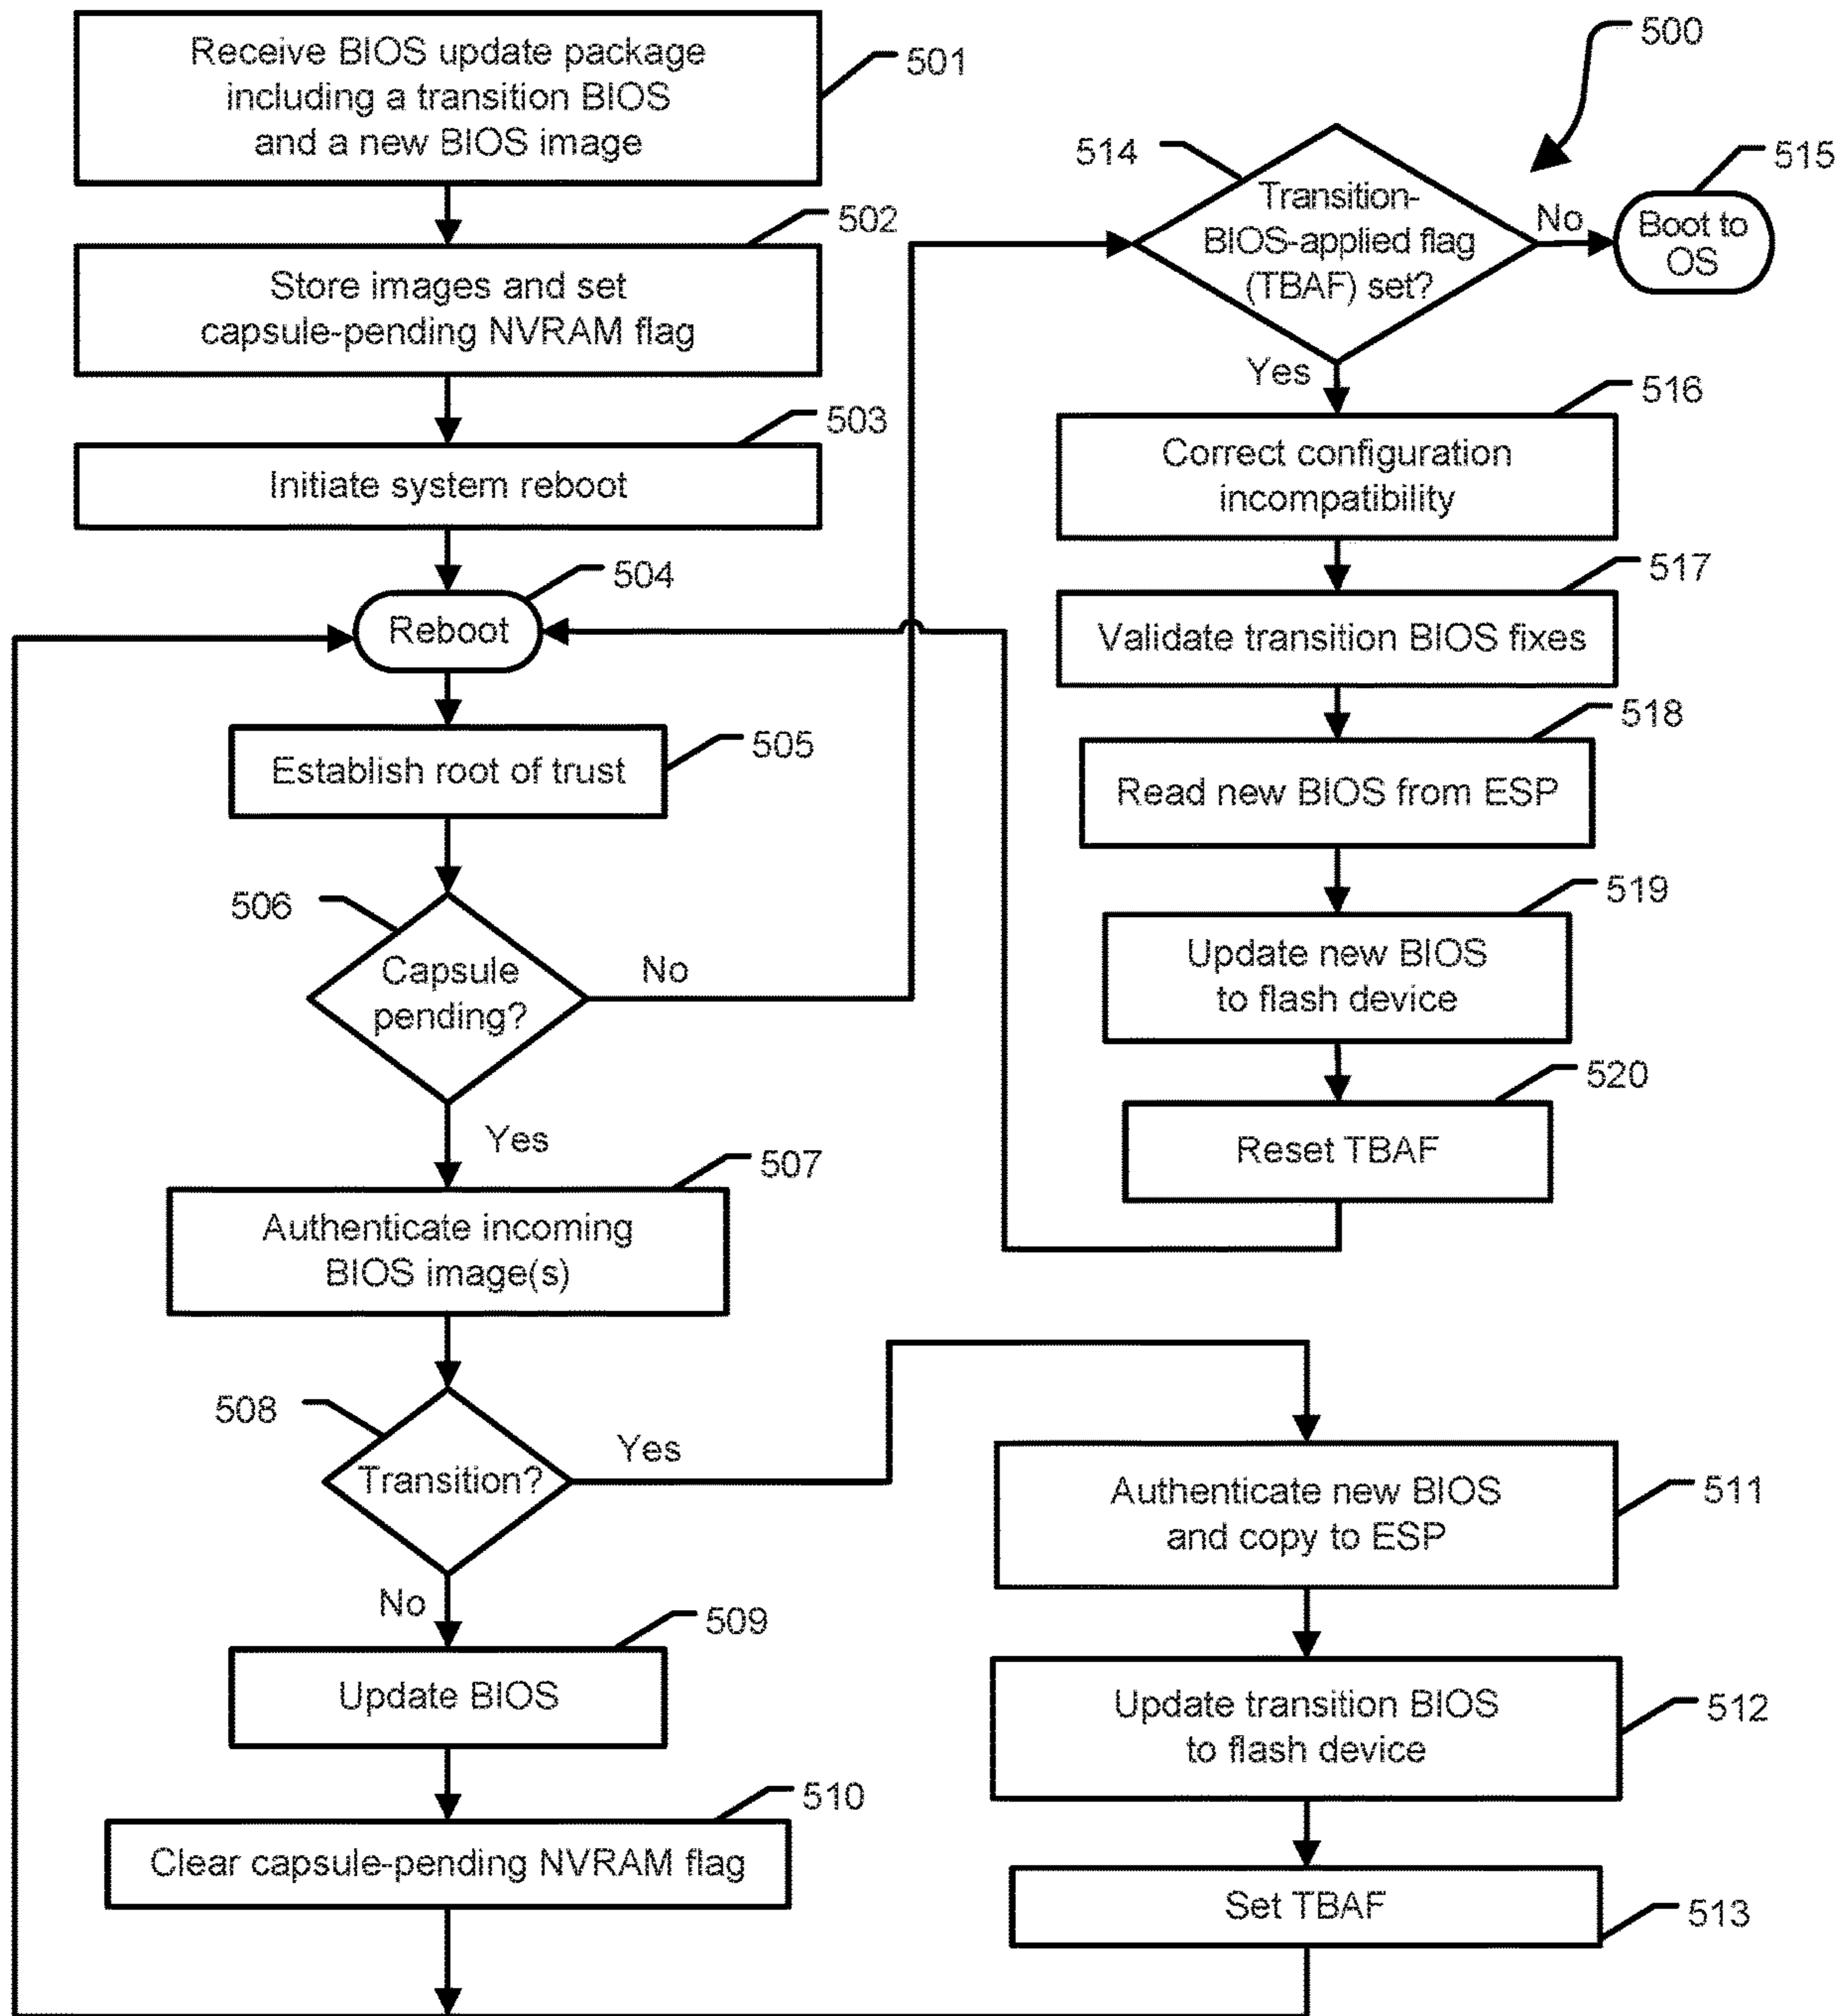 Receive BIOS update package
including a transition BIOS
and a new BIOS image
501
Store images and set
capsule-pending NVRAM flag
502
Initiate system reboot
503
Reboot
504
Establish root of trust
505
Capsule
pending?
506
No
Yes
Authenticate incoming
BIOS image(s)
507
Transition?
508
Yes
No
Update BIOS
509
Clear capsule-pending NVRAM flag
510
500
Transition-
BIOS-applied flag
(TBAF) set?
514
No
Boot to
OS
515
Yes
Correct configuration
incompatibility
516
Validate transition BIOS fixes
517
Read new BIOS from ESP
518
Update new BIOS
to flash device
519
Reset TBAF
520
Authenticate new BIOS
and copy to ESP
511
Update transition BIOS
to flash device
512
Set TBAF
513